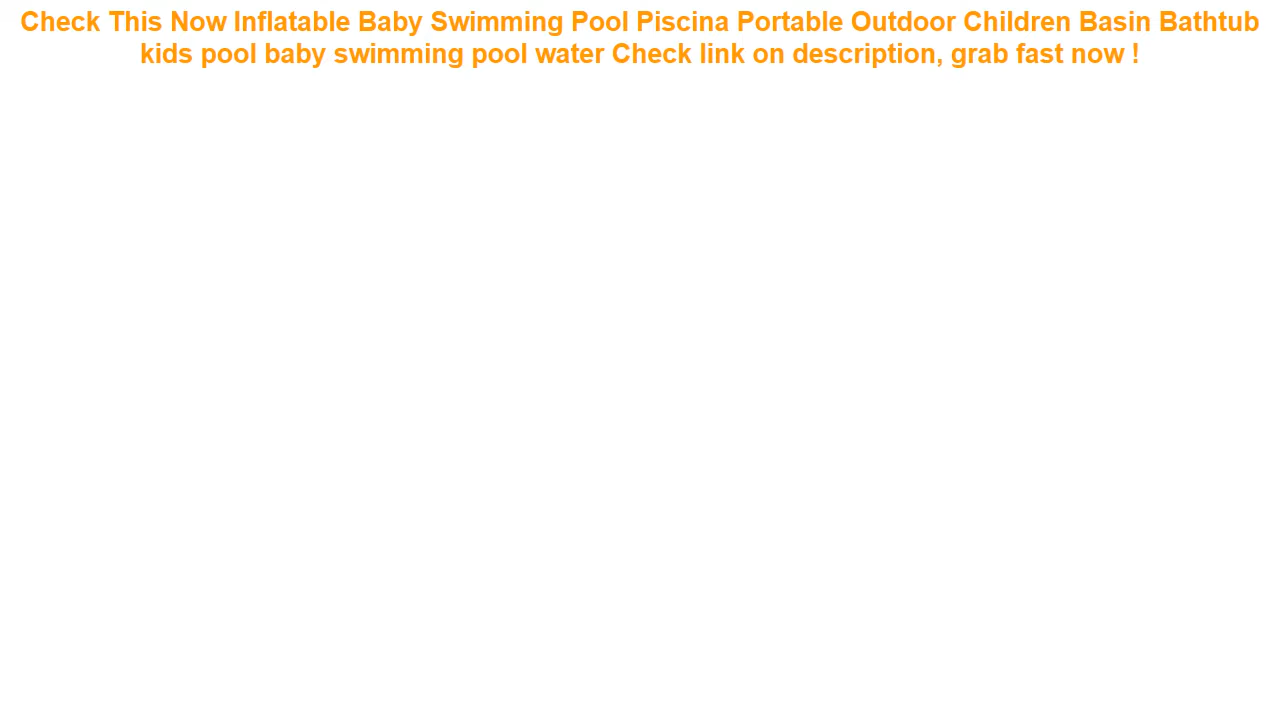 Check This Now Inflatable Baby Swimming Pool Piscina Portable Outdoor Children Basin Bathtub
kids pool baby swimming pool water Check link on description, grab fast now !